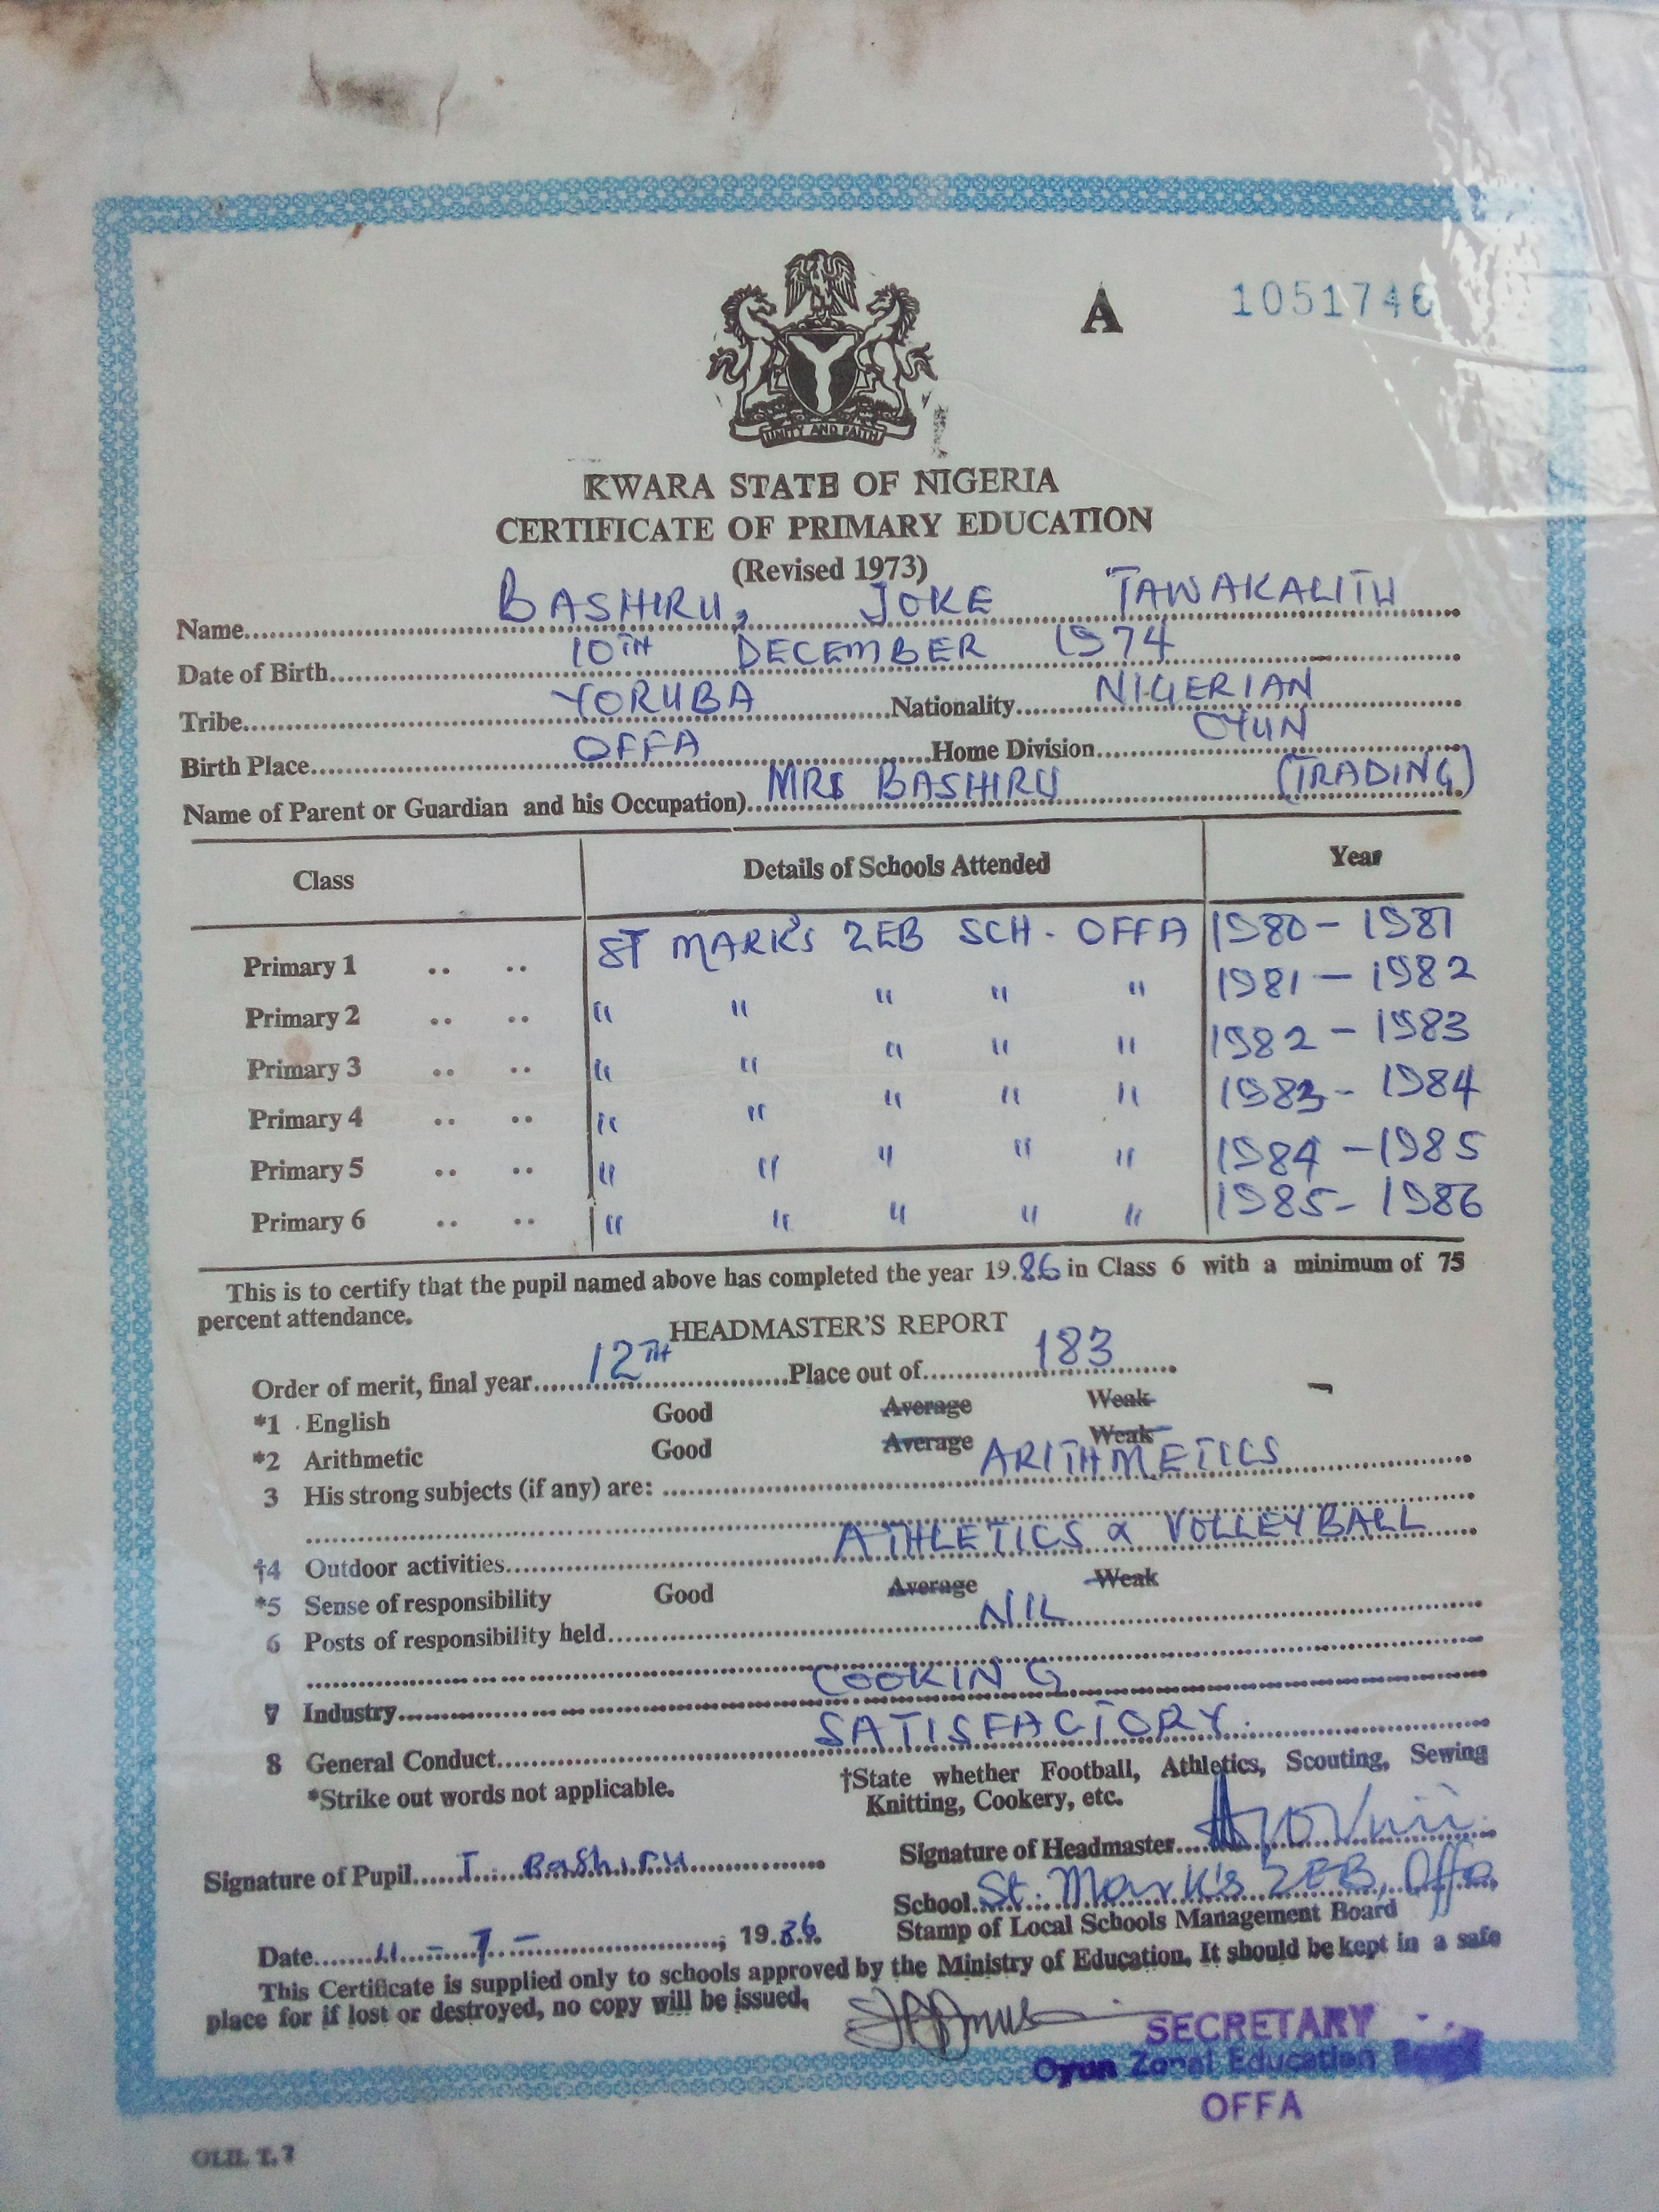 A 1051746
UNITY AND FAITH
KWARA STATE OF NIGERIA
CERTIFICATE OF PRIMARY EDUCATION
(Revised 1973)
Name BASHIRU, JOKE TAWAKALITU
Date of Birth 10TH DECEMBER 1974
Tribe YORUBA Nationality NIGERIAN
Birth Place OFFA Home Division OYUN
Name of Parent or Guardian and his Occupation) MRS BASHIRU (TRADING)
Class Details of Schools Attended Year
Primary 1 .. .. ST MARK'S ZEB SCH. OFFA 1980 - 1981
Primary 2 .. .. " " " " " 1981 - 1982
Primary 3 .. .. " " " " " 1982 - 1983
Primary 4 .. .. " " " " " 1983 - 1984
Primary 5 .. .. " " " " " 1984 - 1985
Primary 6 .. .. " " " " " 1985 - 1986
This is to certify that the pupil named above has completed the year 19.86 in Class 6 with a minimum of 75
percent attendance.
HEADMASTER'S REPORT
Order of merit, final year 12TH Place out of 183
*1 English Good Average Weak
*2 Arithmetic Good Average Weak
3 His strong subjects (if any) are: ARITHMETICS
†4 Outdoor activities ATHLETICS & VOLLEYBALL
*5 Sense of responsibility Good Average Weak
6 Posts of responsibility held NIL
7 Industry COOKING
8 General Conduct SATISFACTORY.
*Strike out words not applicable. †State whether Football, Athletics, Scouting, Sewing
Knitting, Cookery, etc.
Signature of Headmaster
Signature of Pupil T. Bashiru
School St. Mark's ZEB, Offa
Stamp of Local Schools Management Board
Date 11 - 7 - , 19.86.
This Certificate is supplied only to schools approved by the Ministry of Education. It should be kept in a safe
place for if lost or destroyed, no copy will be issued.
SECRETARY
Oyun Zonal Education
OFFA